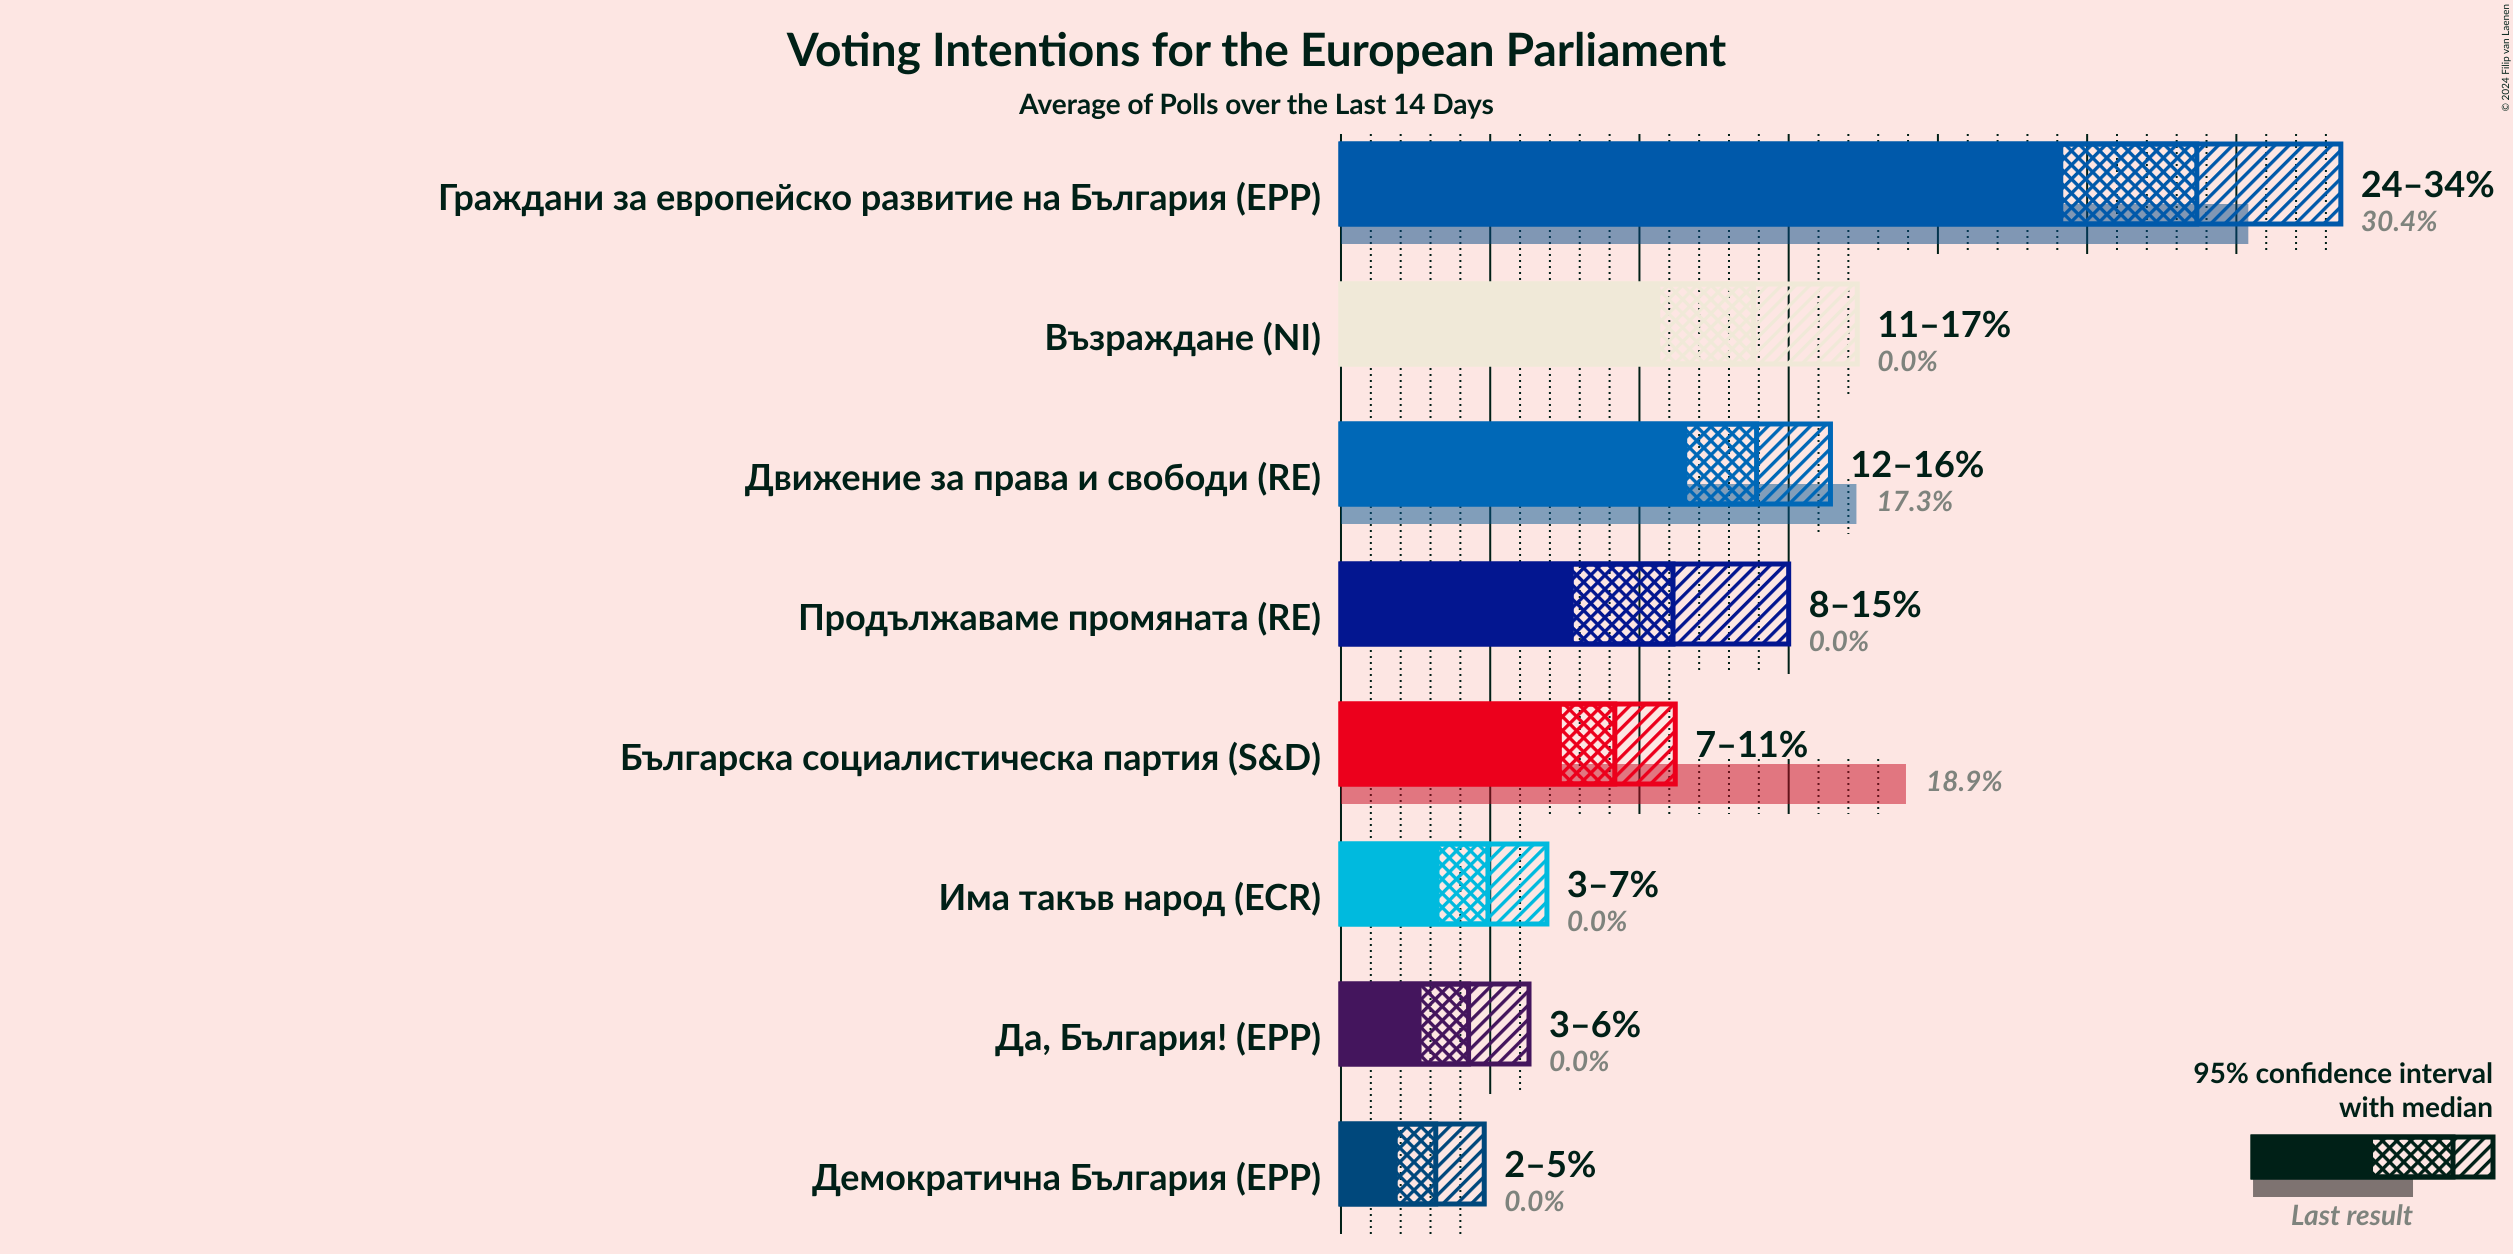 Voting Intentions for the European Parliament
Average of Polls over the Last 14 Days
© 2024 Filip van Laenen
Граждани за европейско развитие на България (EPP)
24–34%
30.4%
Възраждане (NI)
11–17%
0.0%
Движение за права и свободи (RE)
12–16%
17.3%
Продължаваме промяната (RE)
8–15%
0.0%
Българска социалистическа партия (S&D)
7–11%
18.9%
Има такъв народ (ECR)
3–7%
0.0%
Да, България! (EPP)
3–6%
0.0%
Демократична България (EPP)
2–5%
0.0%
95% confidence interval
with median
Last result